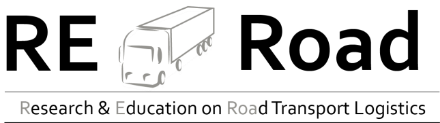 RE Road
Research & Education on Road Transport Logistics